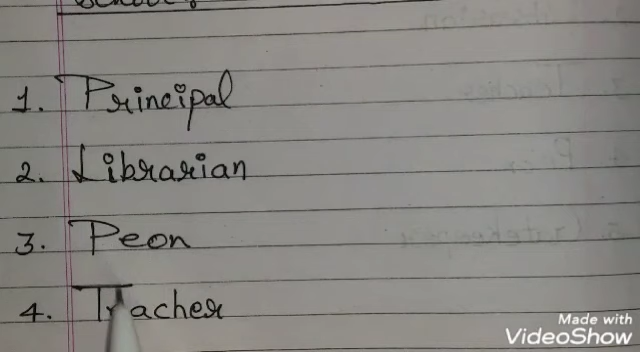 1. Principal
2. Librarian
3. Peon
4. Teacher
Made with
VideoShow